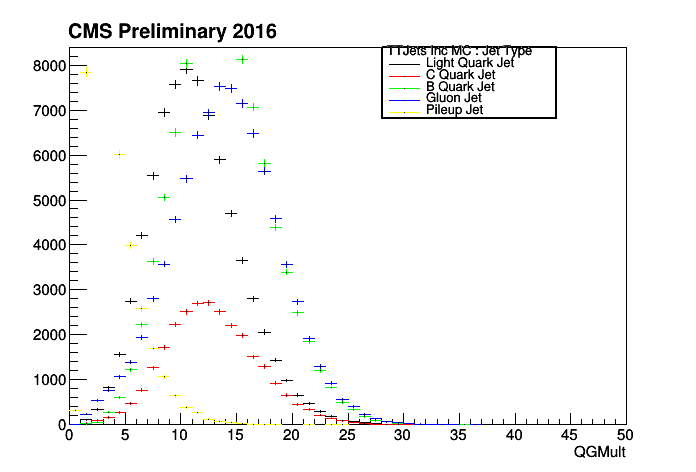 CMS Preliminary 2016
TTJets Inc MC : Jet Type
Light Quark Jet
C Quark Jet
B Quark Jet
Gluon Jet
Pileup Jet
8000
7000
6000
5000
4000
3000
2000
1000
0
0 5 10 15 20 25 30 35 40 45 50
QGMult